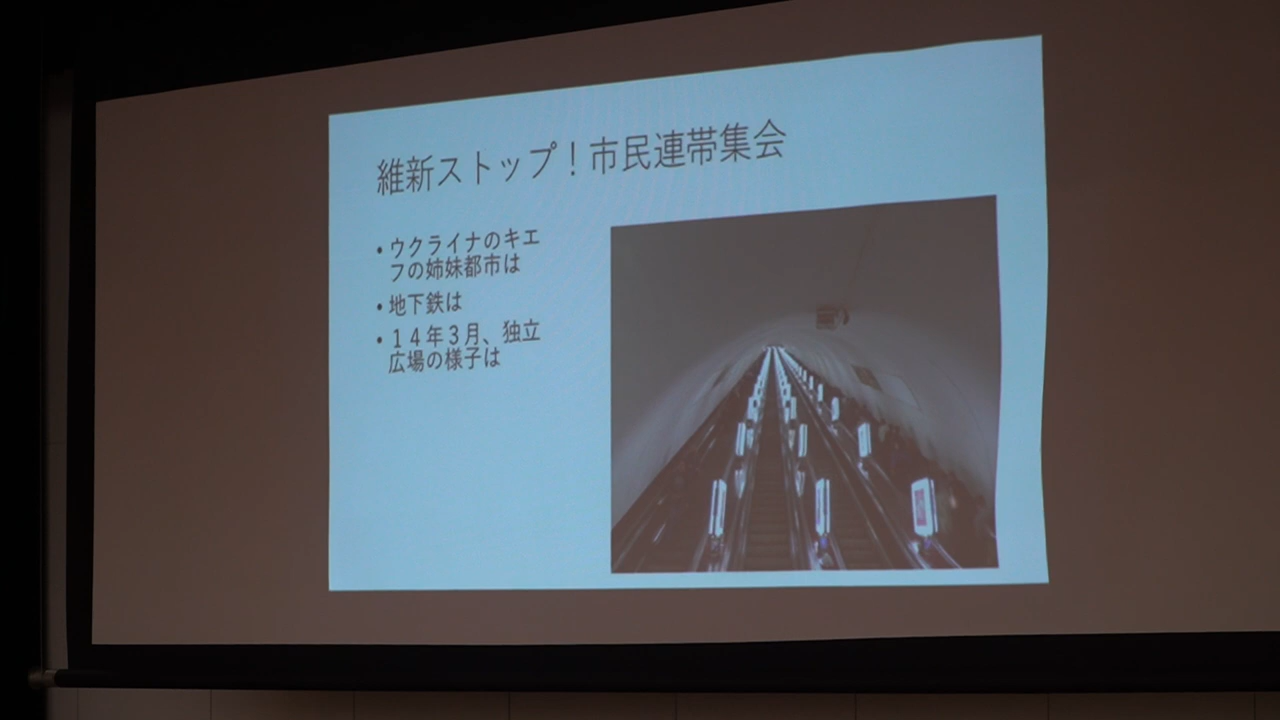 維新ストップ！市民連帯集会
• ウクライナのキエ
フの姉妹都市は
• 地下鉄は
• １４年３月、独立
広場の様子は